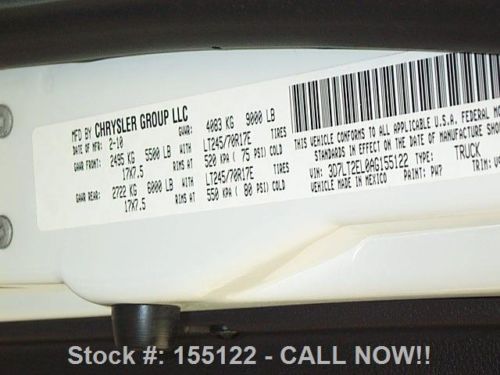 MFD BY CHRYSLER GROUP LLC
DATE OF MFR: 2-10 GVWR: 4083 KG 9000 LB
GAWR FRONT: 2495 KG 5500 LB WITH LT245/70R17E TIRES
17X7.5 RIMS AT 520 KPA ( 75 PSI) COLD
GAWR REAR: 2722 KG 6000 LB WITH LT245/70R17E TIRES
17X7.5 RIMS AT 550 KPA ( 80 PSI) COLD
THIS VEHICLE CONFORMS TO ALL APPLICABLE U.S.A. FEDERAL
STANDARDS IN EFFECT ON THE DATE OF MANUFACTURE
VIN: 3D7LT2EL0AG155122 TYPE: TRUCK
VEHICLE MADE IN MEXICO PAINT: PW7 TRIM:
Stock #: 155122 - CALL NOW!!